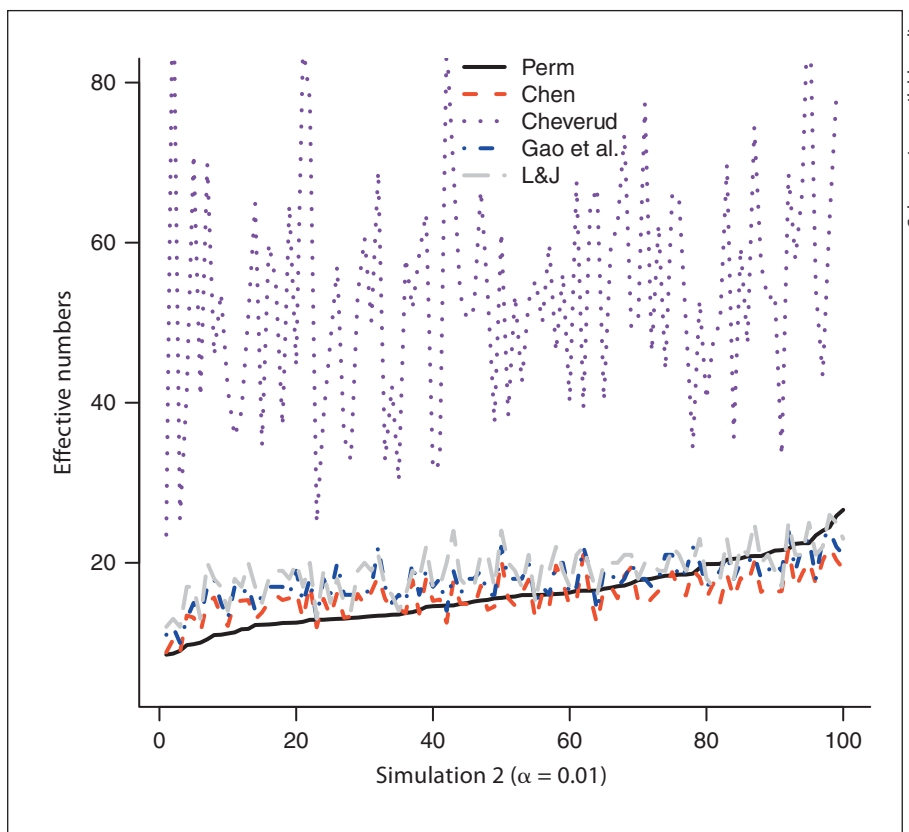 80
60
40
20
Effective numbers
Perm
Chen
Cheverud
Gao et al.
L&J
0 20 40 60 80 100
Simulation 2 (α = 0.01)